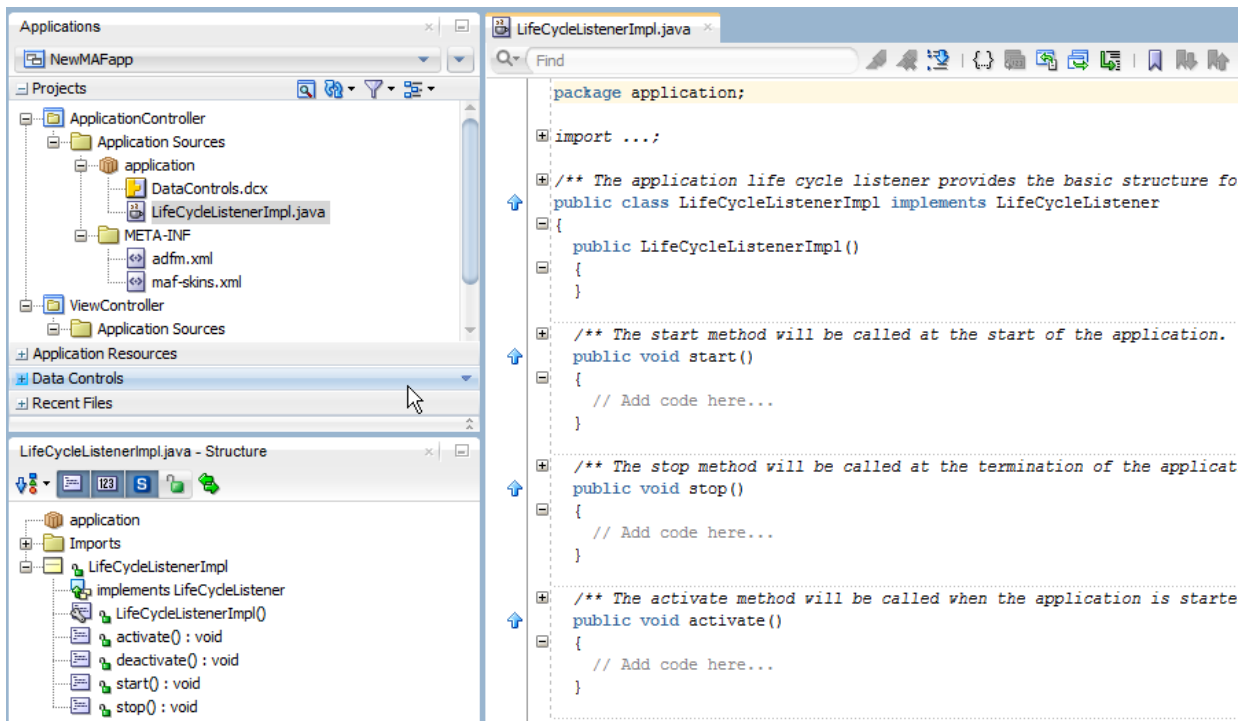 Applications
NewMAFapp
Projects
ApplicationController
Application Sources
application
DataControls.dcx
LifeCycleListenerImpl.java
META-INF
adfm.xml
maf-skins.xml
ViewController
Application Sources
Application Resources
Data Controls
Recent Files
LifeCycleListenerImpl.java - Structure
123 S
application
Imports
LifeCycleListenerImpl
implements LifeCycleListener
LifeCycleListenerImpl()
activate() : void
deactivate() : void
start() : void
stop() : void
LifeCycleListenerImpl.java
Find
package application;
import ...;
/** The application life cycle listener provides the basic structure fo
public class LifeCycleListenerImpl implements LifeCycleListener
{
public LifeCycleListenerImpl()
{
}
/** The start method will be called at the start of the application.
public void start()
{
// Add code here...
}
/** The stop method will be called at the termination of the applicat
public void stop()
{
// Add code here...
}
/** The activate method will be called when the application is starte
public void activate()
{
// Add code here...
}